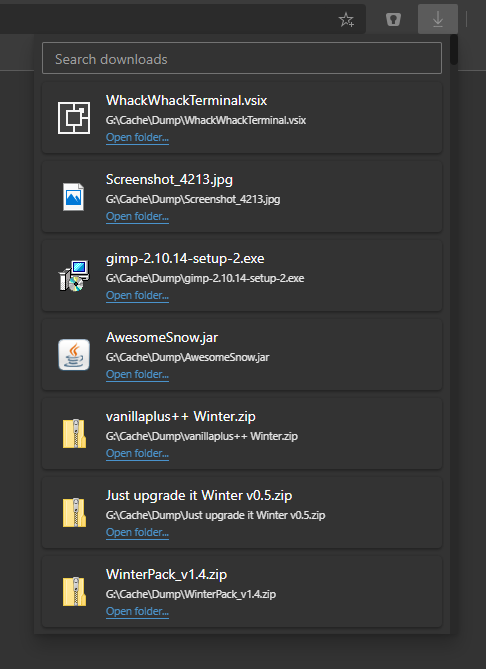 Search downloads
WhackWhackTerminal.vsix
G:\Cache\Dump\WhackWhackTerminal.vsix
Open folder...
Screenshot_4213.jpg
G:\Cache\Dump\Screenshot_4213.jpg
Open folder...
gimp-2.10.14-setup-2.exe
G:\Cache\Dump\gimp-2.10.14-setup-2.exe
Open folder...
AwesomeSnow.jar
G:\Cache\Dump\AwesomeSnow.jar
Open folder...
vanillaplus++ Winter.zip
G:\Cache\Dump\vanillaplus++ Winter.zip
Open folder...
Just upgrade it Winter v0.5.zip
G:\Cache\Dump\Just upgrade it Winter v0.5.zip
Open folder...
WinterPack_v1.4.zip
G:\Cache\Dump\WinterPack_v1.4.zip
Open folder...